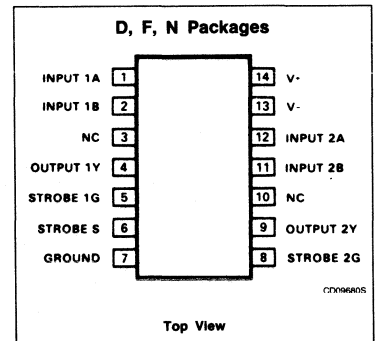 D, F, N Packages
INPUT 1A 1 14 V+
INPUT 1B 2 13 V-
NC 3 12 INPUT 2A
OUTPUT 1Y 4 11 INPUT 2B
STROBE 1G 5 10 NC
STROBE S 6 9 OUTPUT 2Y
GROUND 7 8 STROBE 2G
CD09680S
Top View